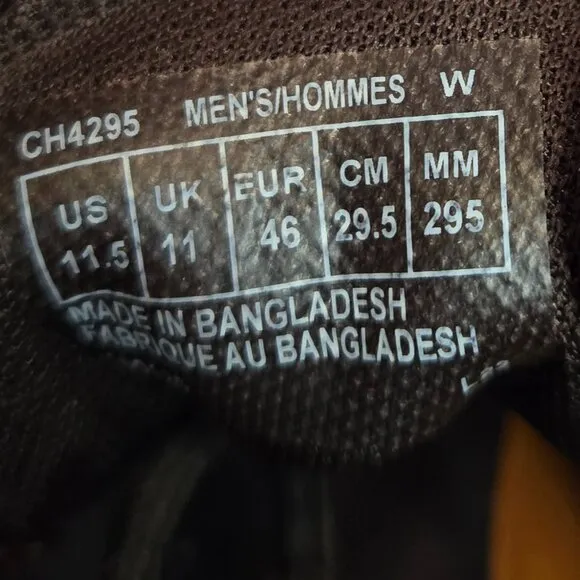 CH4295 MEN'S/HOMMES W
US UK EUR CM MM
11.5 11 46 29.5 295
MADE IN BANGLADESH
FABRIQUE AU BANGLADESH